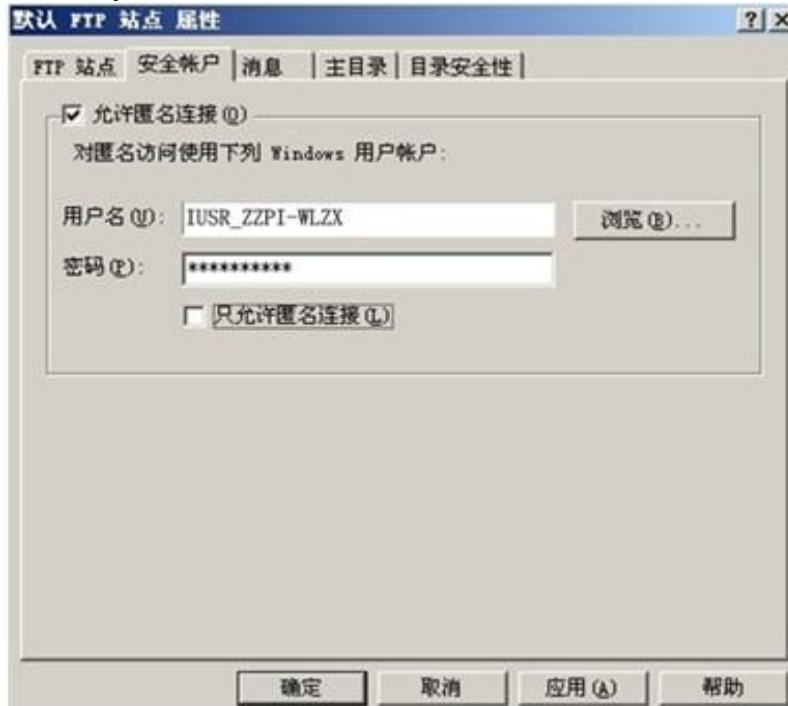 默认 FTP 站点 属性
FTP 站点 安全帐户 消息 主目录 目录安全性
允许匿名连接(O)
对匿名访问使用下列 Windows 用户帐户:
用户名(U): IUSR_ZZPI-WLZX 浏览(B)...
密码(P): **********
只允许匿名连接(L)
确定 取消 应用(A) 帮助